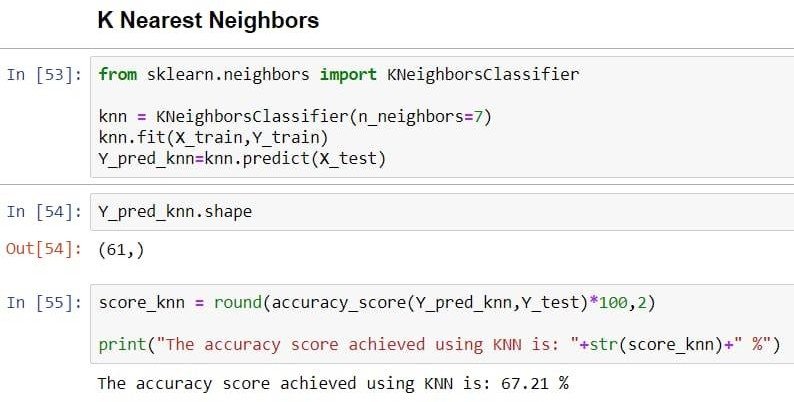 K Nearest Neighbors
In [53]: from sklearn.neighbors import KNeighborsClassifier
knn = KNeighborsClassifier(n_neighbors=7)
knn.fit(X_train,Y_train)
Y_pred_knn=knn.predict(X_test)
In [54]: Y_pred_knn.shape
Out[54]: (61,)
In [55]: score_knn = round(accuracy_score(Y_pred_knn,Y_test)*100,2)
print("The accuracy score achieved using KNN is: "+str(score_knn)+" %")
The accuracy score achieved using KNN is: 67.21 %